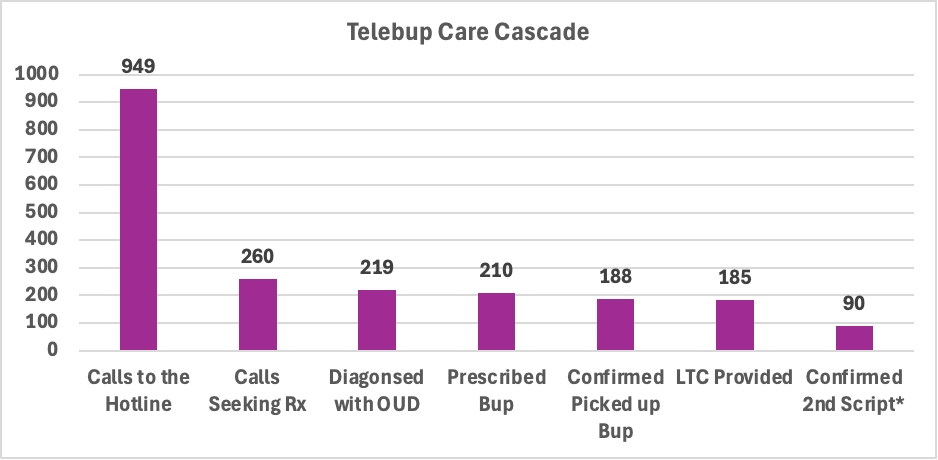 Telebup Care Cascade
949
1000
900
800
700
600
500
400
300
200
100
0
260
219
210
188
185
90
Calls to the
Hotline
Calls
Seeking Rx
Diagonsed
with OUD
Prescribed
Bup
Confirmed
Picked up
Bup
LTC Provided
Confirmed
2nd Script*